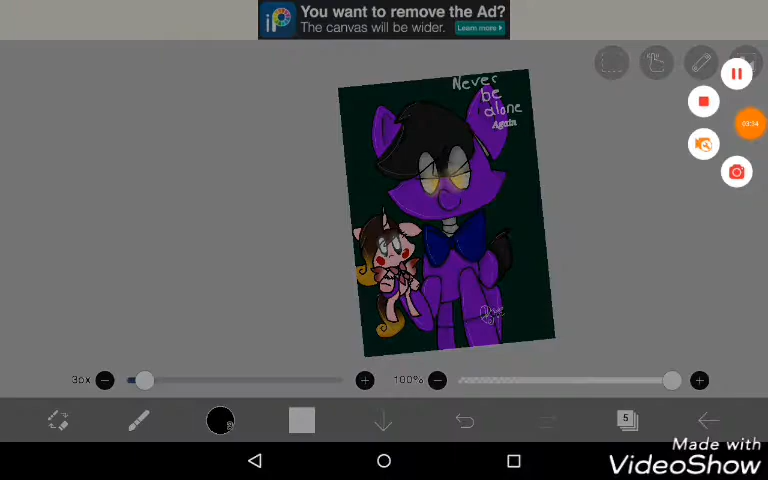 You want to remove the Ad?
The canvas will be wider.
Learn more
Never
be
alone
Again
3px
100%
5
Made with
VideoShow